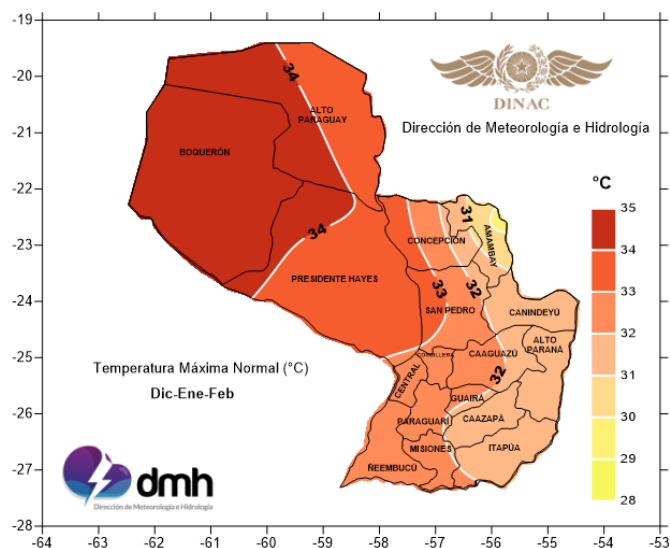 -19
-20
-21
-22
-23
-24
-25
-26
-27
-28
-64
-63
-62
-61
-60
-59
-58
-57
-56
-55
-54
-53
DINAC
Dirección de Meteorología e Hidrología
°C
35
34
33
32
31
30
29
28
34
ALTO
PARAGUAY
BOQUERÓN
34
PRESIDENTE HAYES
31
CONCEPCIÓN
AMAMBAY
33
32
SAN PEDRO
CANINDEYÚ
ALTO
PARANÁ
CORDILLERA
CAAGUAZÚ
CENTRAL
32
GUAIRÁ
PARAGUARÍ
CAAZAPÁ
MISIONES
ITAPÚA
ÑEEMBUCÚ
Temperatura Máxima Normal (°C)
Dic-Ene-Feb
dmh
Dirección de Meteorología e Hidrología